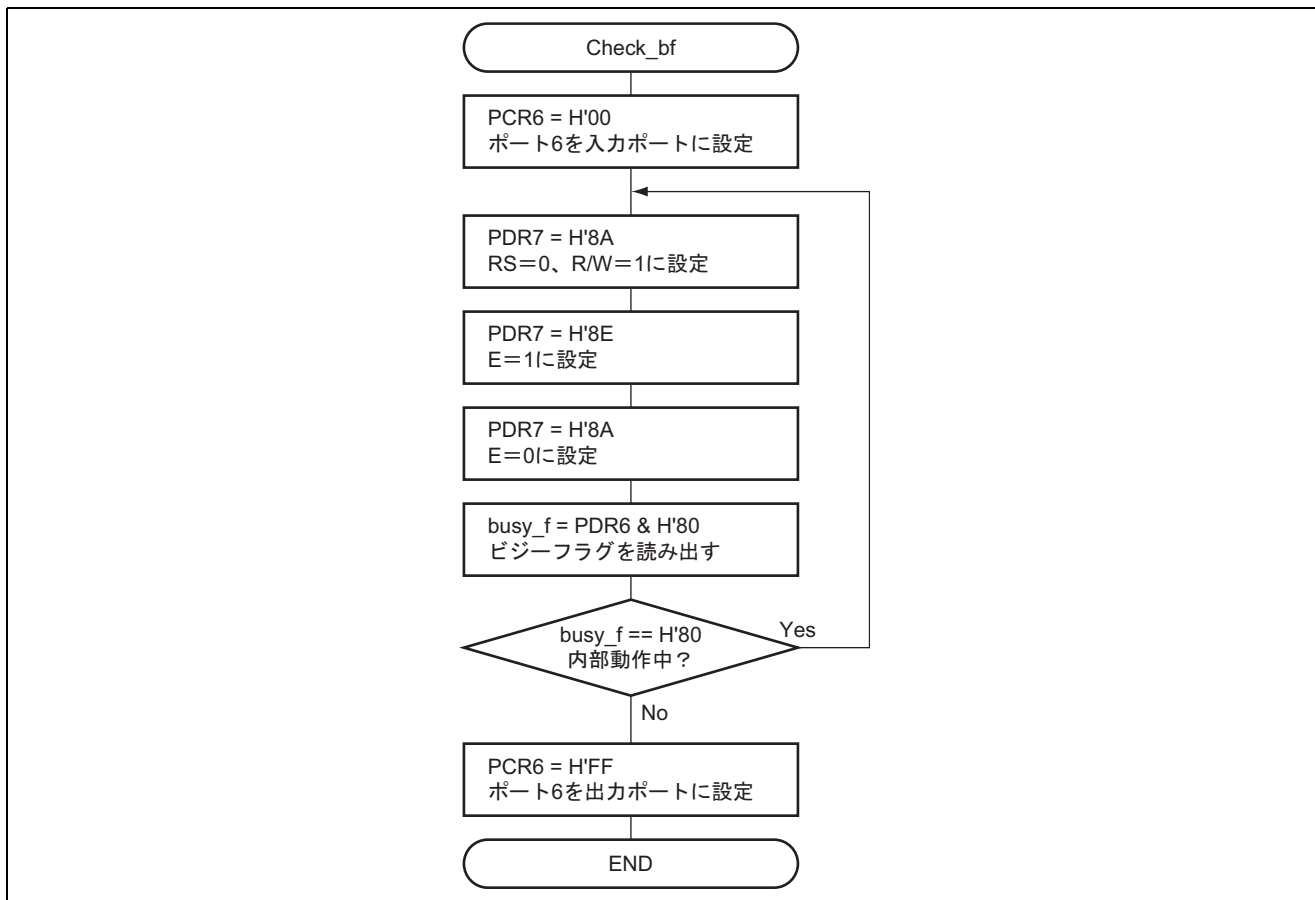 Check_bf
PCR6 = H'00
ポート6を入力ポートに設定
PDR7 = H'8A
RS＝0、R/W＝1に設定
PDR7 = H'8E
E＝1に設定
PDR7 = H'8A
E＝0に設定
busy_f = PDR6 & H'80
ビジーフラグを読み出す
busy_f == H'80
内部動作中？
Yes
No
PCR6 = H'FF
ポート6を出力ポートに設定
END